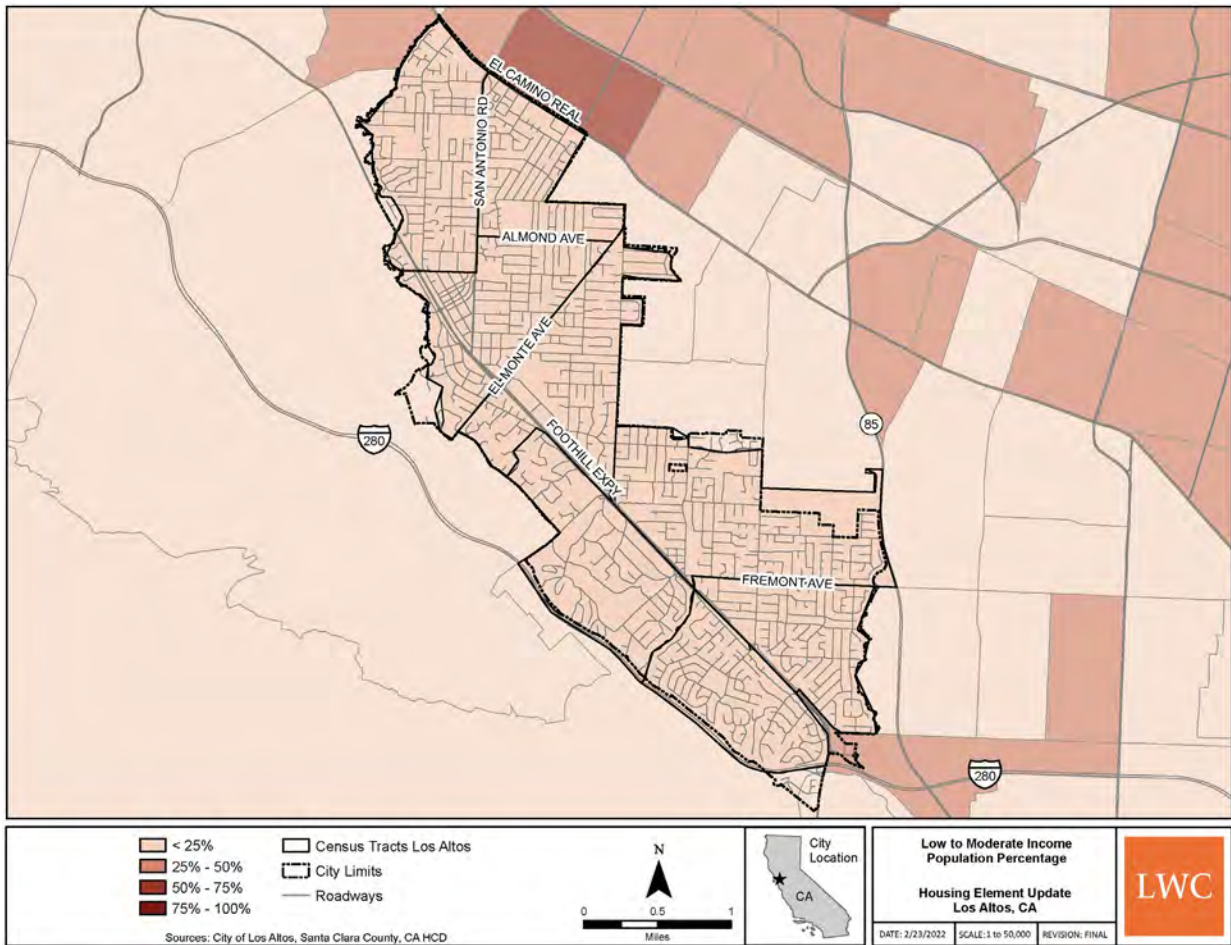 EL CAMINO REAL
SAN ANTONIO RD
ALMOND AVE
EL MONTE AVE
FOOTHILL EXPY
280
85
FREMONT AVE
280
< 25%
25% - 50%
50% - 75%
75% - 100%
Census Tracts Los Altos
City Limits
Roadways
Sources: City of Los Altos, Santa Clara County, CA HCD
N
0 0.5 1
Miles
City
Location
CA
Low to Moderate Income
Population Percentage
Housing Element Update
Los Altos, CA
DATE: 2/23/2022
SCALE: 1 to 50,000
REVISION: FINAL
LWC